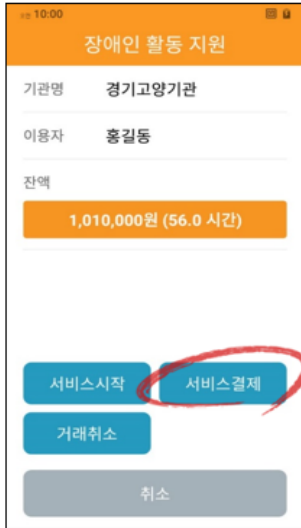 오전 10:00
장애인 활동 지원
기관명 경기고양기관
이용자 홍길동
잔액
1,010,000원 (56.0 시간)
서비스시작 서비스결제
거래취소
취소